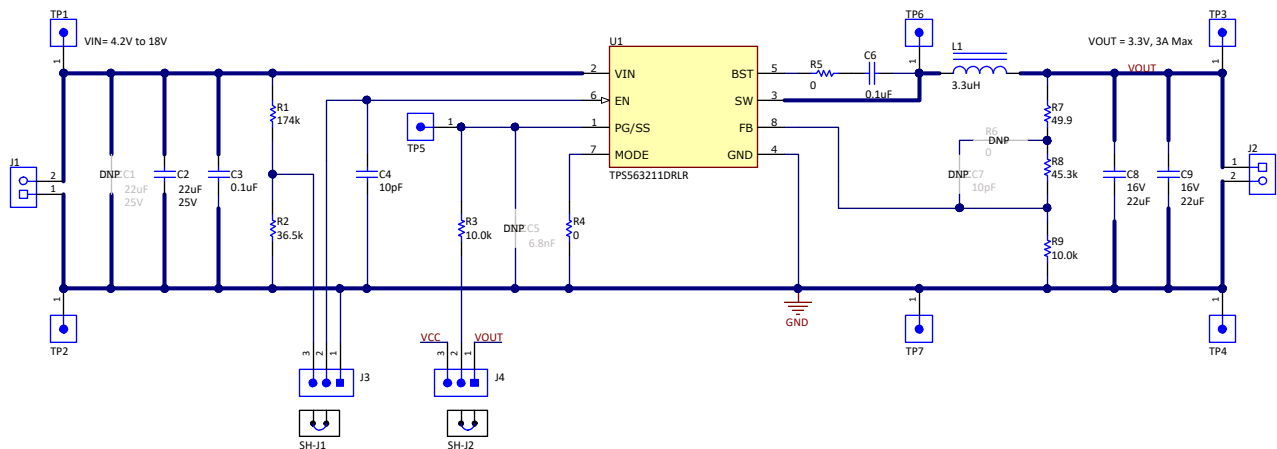 TP1
TP6
TP3
VIN= 4.2V to 18V
U1
L1
VOUT = 3.3V, 3A Max
1
1
1
C6
R5
VOUT
2
VIN
BST
5
0
0.1uF
3.3uH
6
EN
SW
3
R1
174k
R7
49.9
1
1
PG/SS
FB
8
R6
DNP
0
TP5
7
MODE
GND
4
J1
J2
2
1
DNP
C1
22uF
25V
C2
22uF
25V
C3
0.1uF
C4
10pF
TPS563211DRLR
DNP
C7
10pF
R8
45.3k
C8
16V
22uF
C9
16V
22uF
1
2
R2
36.5k
R3
10.0k
DNP
C5
6.8nF
R4
0
R9
10.0k
1
1
1
GND
TP2
TP7
TP4
VCC
VOUT
3
2
1
3
2
1
J3
J4
SH-J1
SH-J2